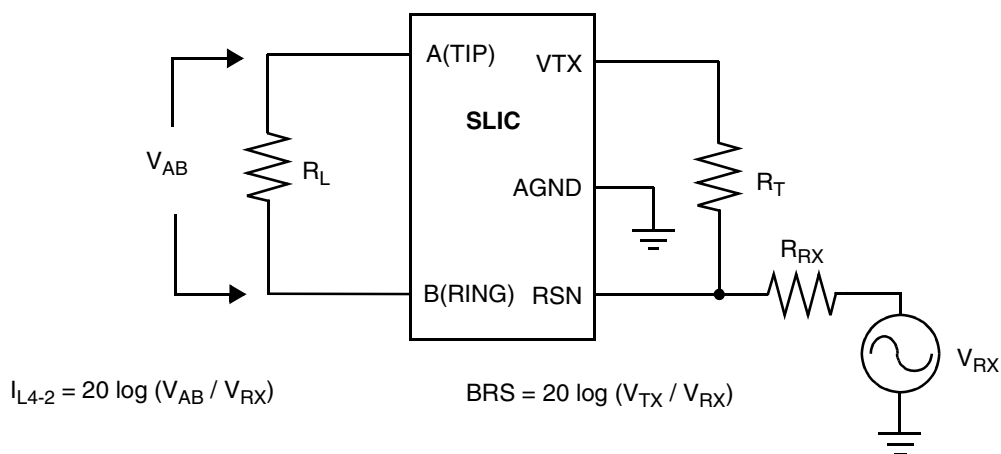 A(TIP)
VTX
SLIC
V_AB
R_L
AGND
R_T
R_RX
B(RING)
RSN
V_RX
I_L4-2 = 20 log (V_AB / V_RX)
BRS = 20 log (V_TX / V_RX)